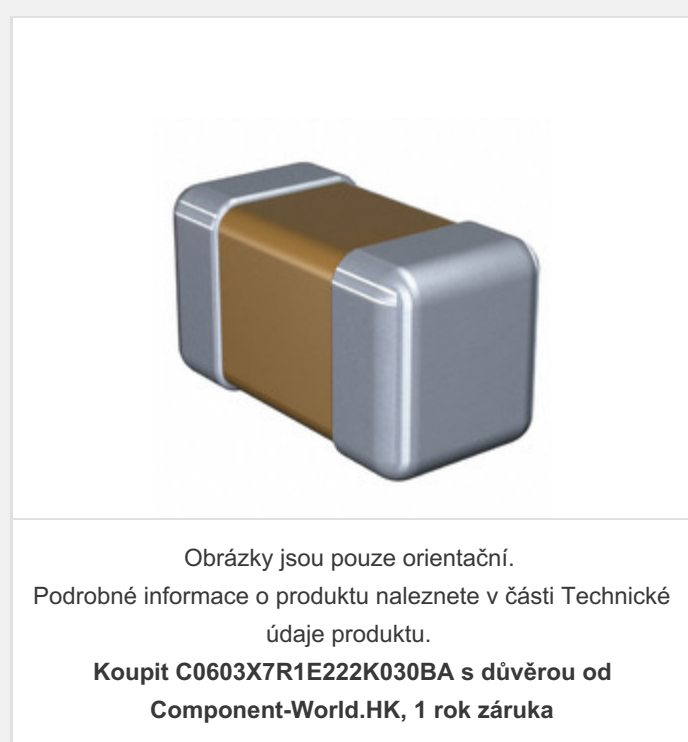 Obrázky jsou pouze orientační.
Podrobné informace o produktu naleznete v části Technické
údaje produktu.
Koupit C0603X7R1E222K030BA s důvěrou od
Component-World.HK, 1 rok záruka